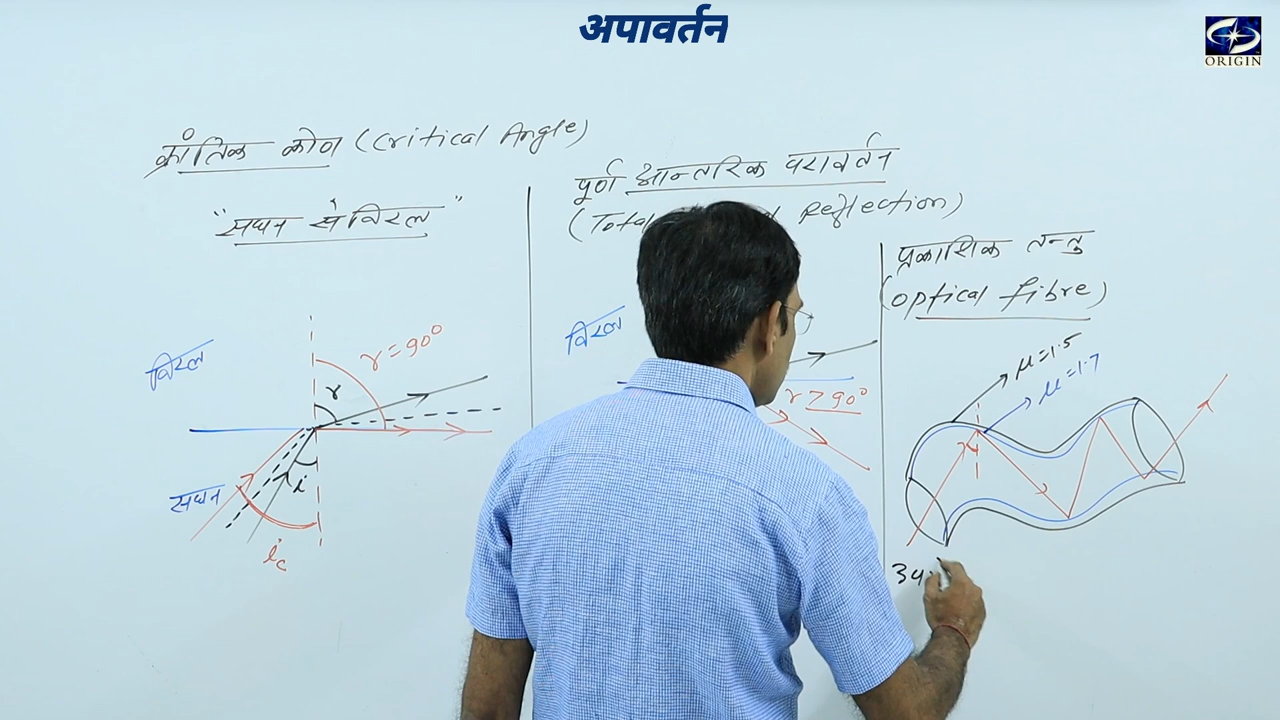 अपावर्तन
ORIGIN
क्रांतिक कोण (Critical Angle)
"सघन से विरल"
विरल
r = 90°
r
सघन
i
ic
पूर्ण आन्तरिक परावर्तन
Reflection)
विरल
r > 90°
प्रकाशिक तन्तु
(optical fibre)
μ=1.5
μ=1.7